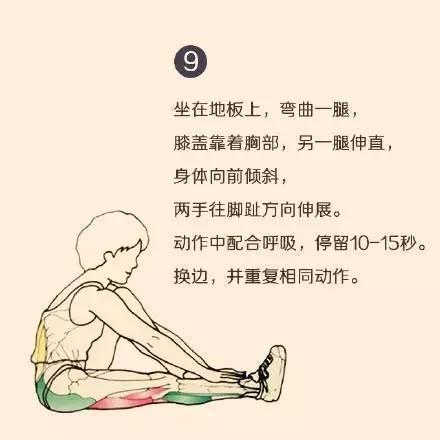 9
坐在地板上，弯曲一腿，
膝盖靠着胸部，另一腿伸直，
身体向前倾斜，
两手往脚趾方向伸展。
动作中配合呼吸，停留10-15秒。
换边，并重复相同动作。